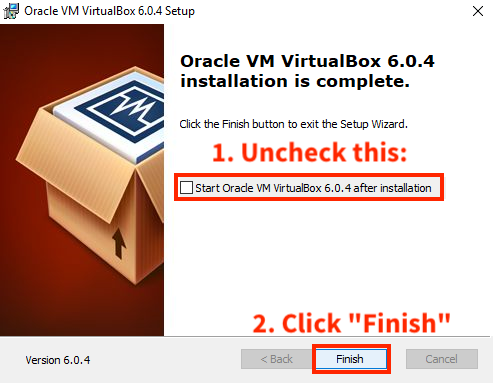 Oracle VM VirtualBox 6.0.4 Setup
Oracle VM VirtualBox 6.0.4
installation is complete.
Click the Finish button to exit the Setup Wizard.
1. Uncheck this:
Start Oracle VM VirtualBox 6.0.4 after installation
2. Click "Finish"
Version 6.0.4
< Back
Finish
Cancel